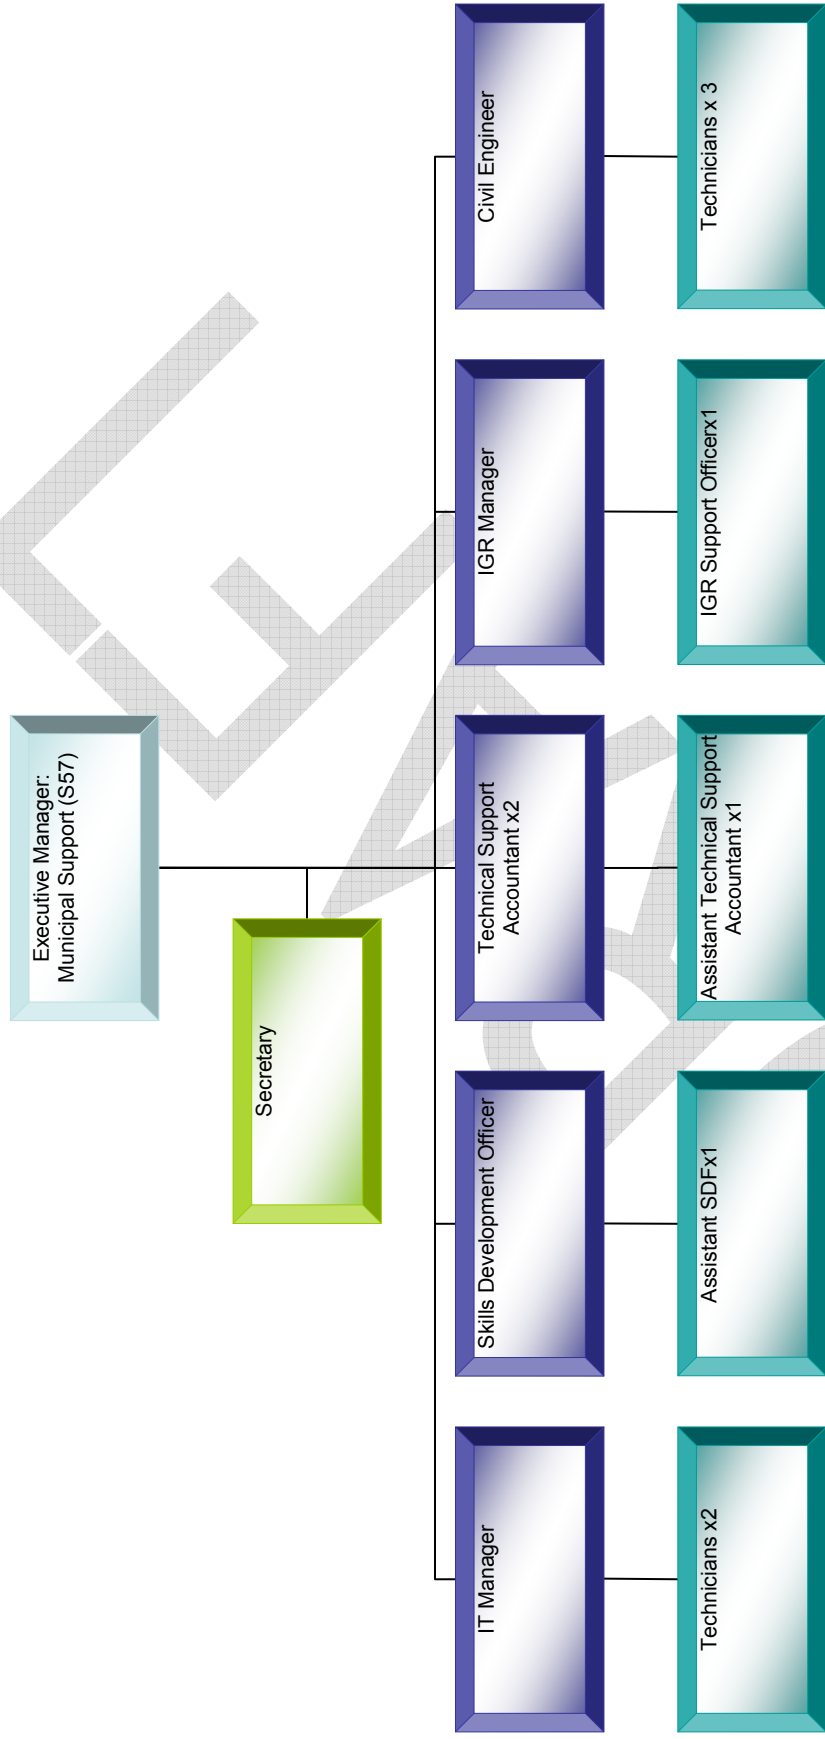 Executive Manager:
Municipal Support (S57)
Secretary
IT Manager
Skills Development Officer
Technical Support
Accountant x2
IGR Manager
Civil Engineer
Technicians x2
Assistant SDFx1
Assistant Technical Support
Accountant x1
IGR Support Officerx1
Technicians x 3